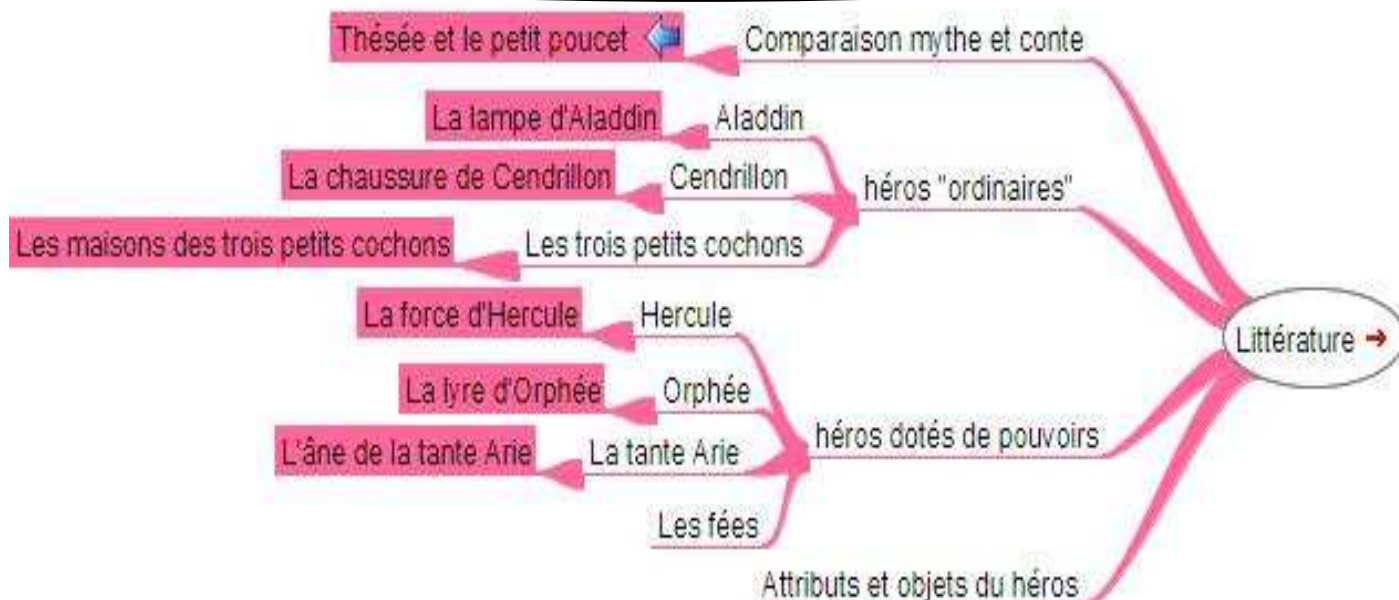 Thésée et le petit poucet
Comparaison mythe et conte
La lampe d'Aladdin
Aladdin
La chaussure de Cendrillon
Cendrillon
héros "ordinaires"
Les maisons des trois petits cochons
Les trois petits cochons
La force d'Hercule
Hercule
Littérature
La lyre d'Orphée
Orphée
héros dotés de pouvoirs
L'âne de la tante Arie
La tante Arie
Les fées
Attributs et objets du héros